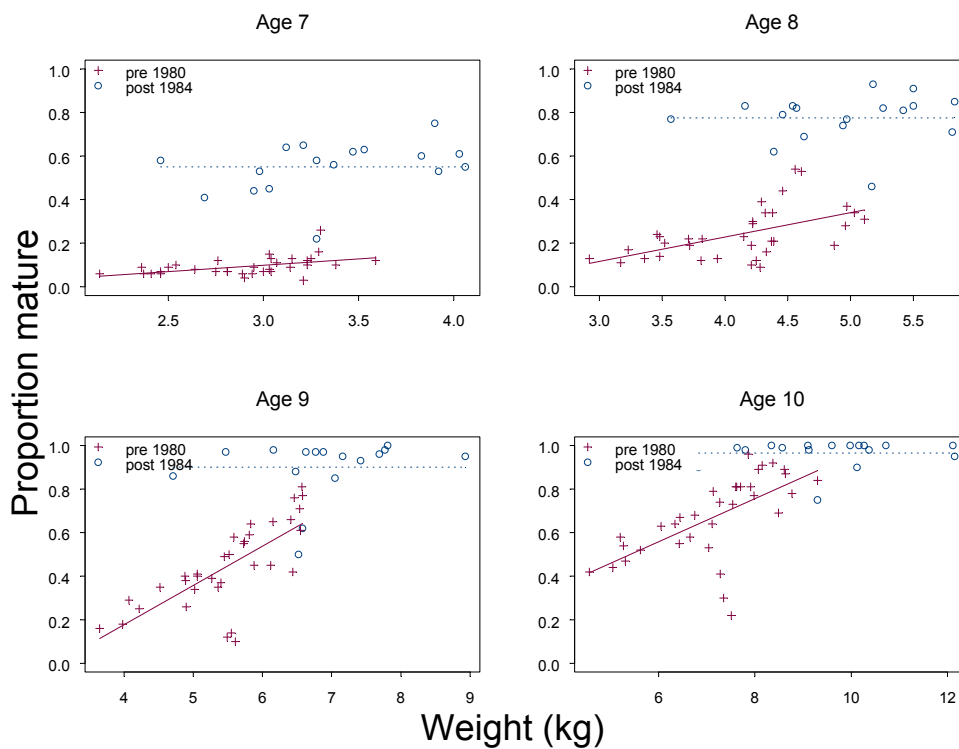 Age 7
pre 1980
post 1984
1.0
0.8
0.6
0.4
0.2
0.0
2.5 3.0 3.5 4.0
Age 8
pre 1980
post 1984
1.0
0.8
0.6
0.4
0.2
0.0
3.0 3.5 4.0 4.5 5.0 5.5
Proportion mature
Age 9
pre 1980
post 1984
1.0
0.8
0.6
0.4
0.2
0.0
4 5 6 7 8 9
Age 10
pre 1980
post 1984
1.0
0.8
0.6
0.4
0.2
0.0
6 8 10 12
Weight (kg)